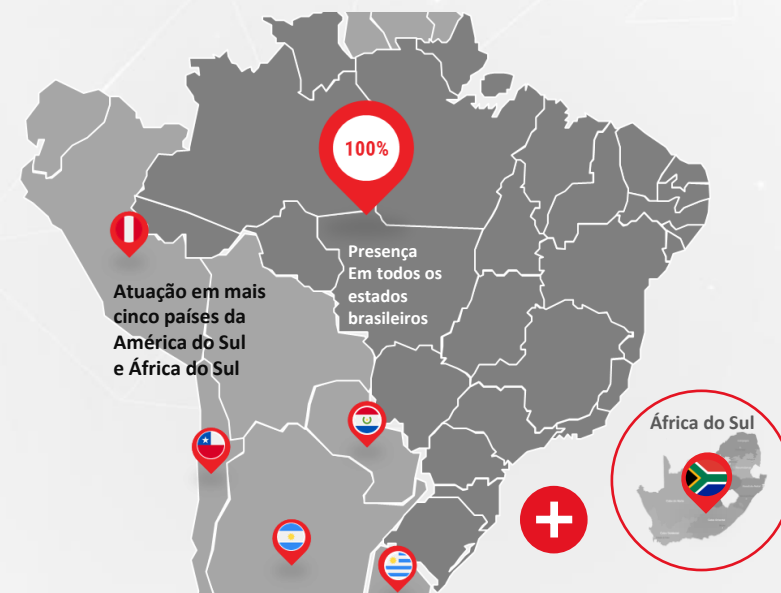 100%
Presença
Em todos os
estados
brasileiros
Atuação em mais
cinco países da
América do Sul
e África do Sul
África do Sul